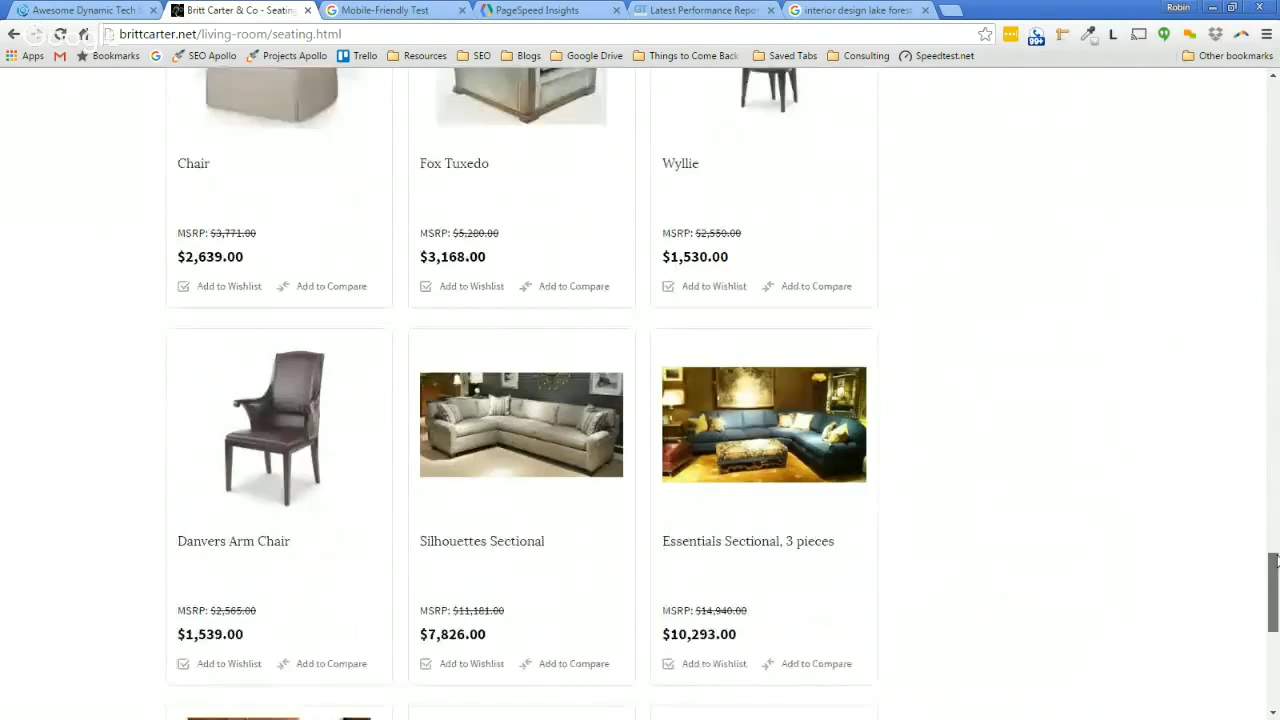 Awesome Dynamic Tech
Britt Carter & Co - Seating
Mobile-Friendly Test
PageSpeed Insights
Latest Performance Repo
interior design lake forest
Robin
brittcarter.net/living-room/seating.html
99+
Apps
Bookmarks
SEO Apollo
Projects Apollo
Trello
Resources
SEO
Blogs
Google Drive
Things to Come Back
Saved Tabs
Consulting
Speedtest.net
Other bookmarks
Chair
Fox Tuxedo
Wyllie
MSRP: $3,771.00
MSRP: $5,280.00
MSRP: $2,550.00
$2,639.00
$3,168.00
$1,530.00
Add to Wishlist
Add to Compare
Add to Wishlist
Add to Compare
Add to Wishlist
Add to Compare
Danvers Arm Chair
Silhouettes Sectional
Essentials Sectional, 3 pieces
MSRP: $2,565.00
MSRP: $11,181.00
MSRP: $14,940.00
$1,539.00
$7,826.00
$10,293.00
Add to Wishlist
Add to Compare
Add to Wishlist
Add to Compare
Add to Wishlist
Add to Compare